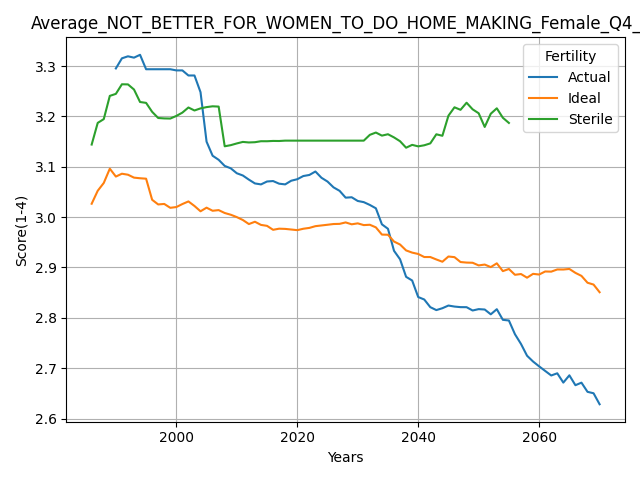 Average_NOT_BETTER_FOR_WOMEN_TO_DO_HOME_MAKING_Female_Q4_
Fertility
Actual
Ideal
Sterile
Score(1-4)
3.3
3.2
3.1
3.0
2.9
2.8
2.7
2.6
2000 2020 2040 2060
Years